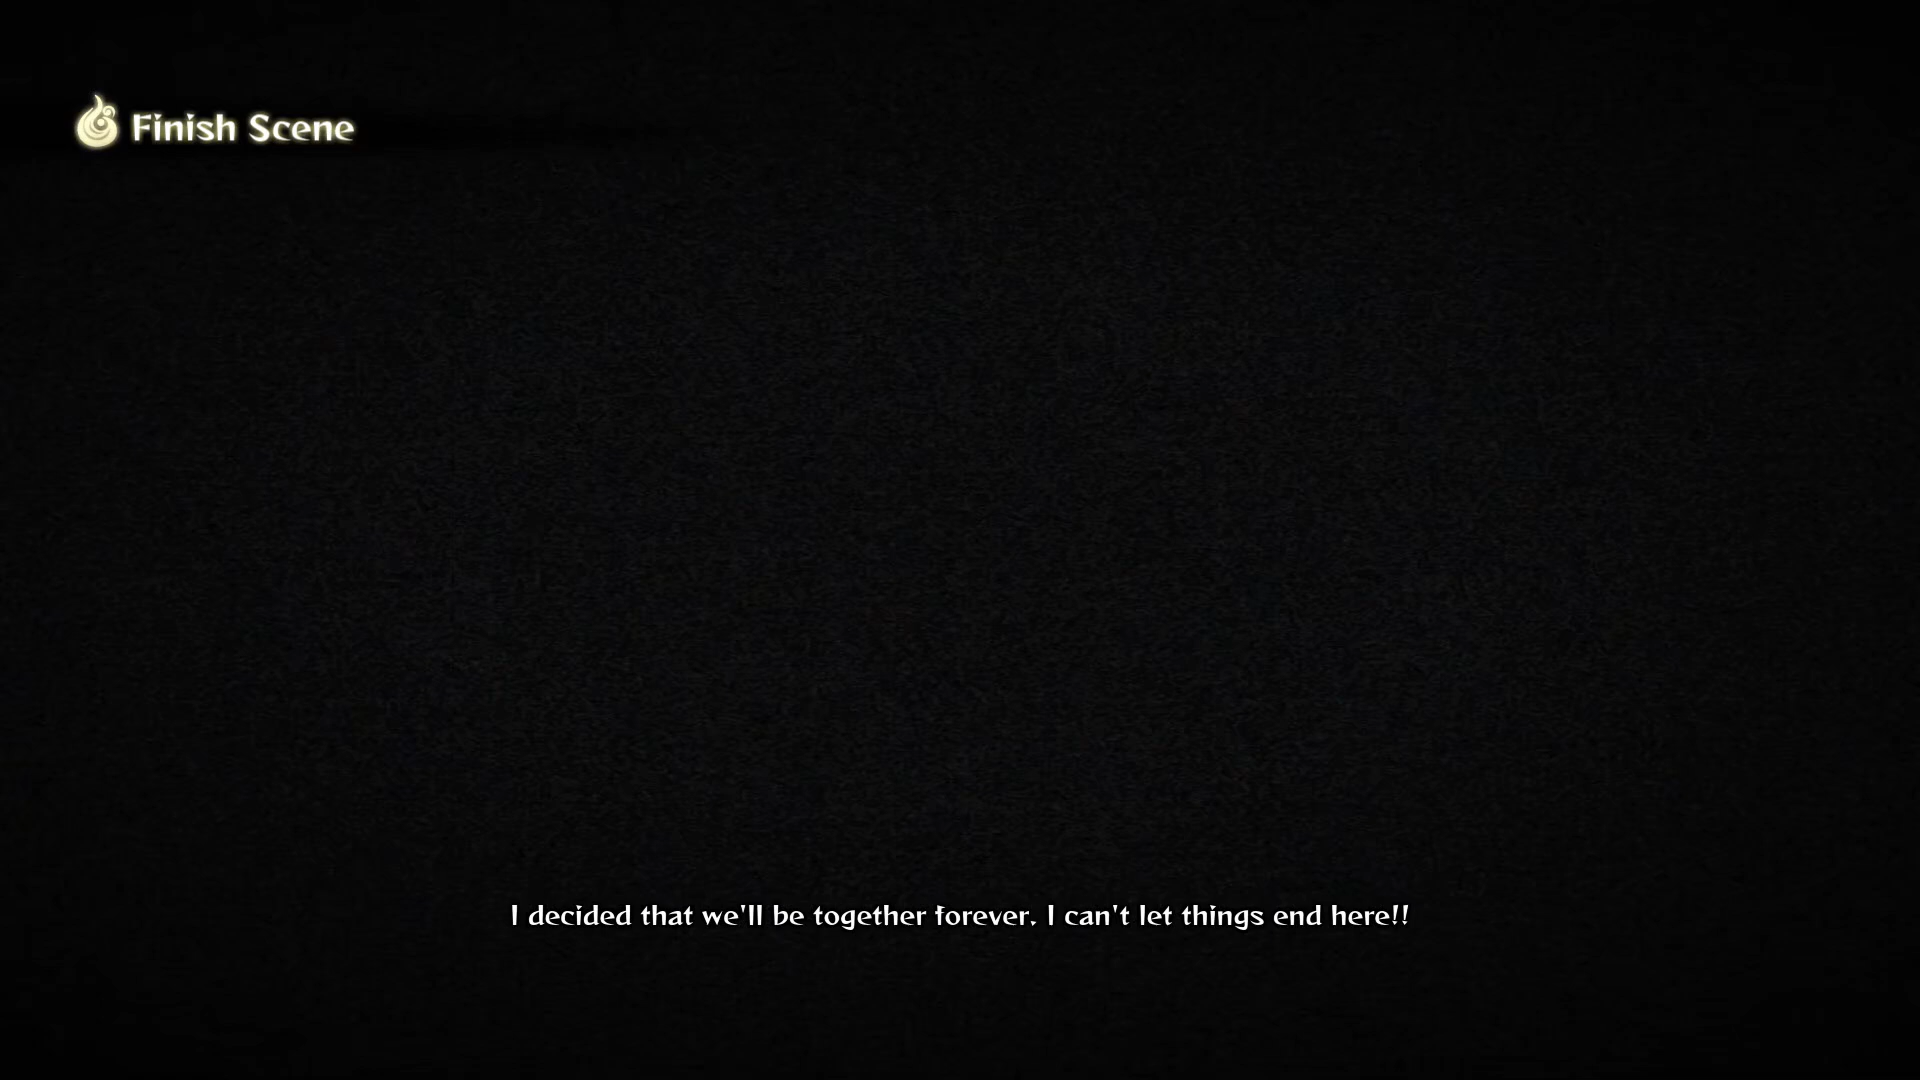 Finish Scene
I decided that we'll be together forever. I can't let things end here!!